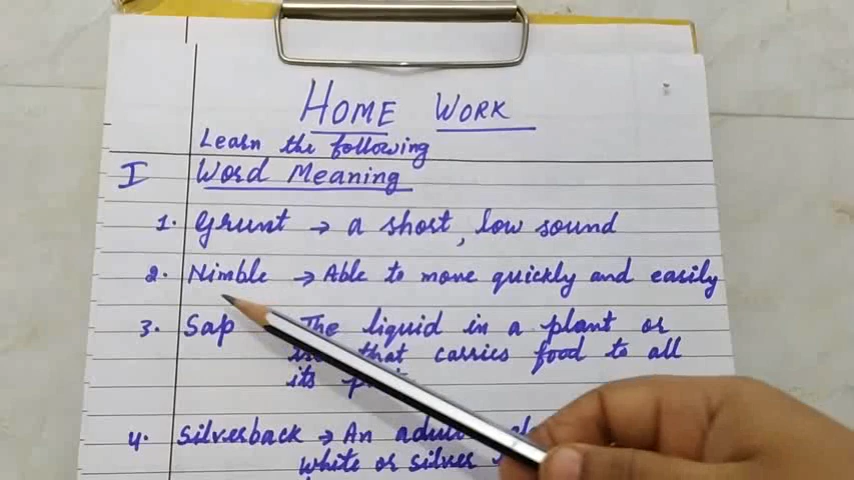 HOME WORK
Learn the following
I Word Meaning
1. Grunt → a short, low sound
2. Nimble → Able to move quickly and easily
3. Sap The liquid in a plant or
that carries food to all
its
4. Silverback → An adult
white or silver